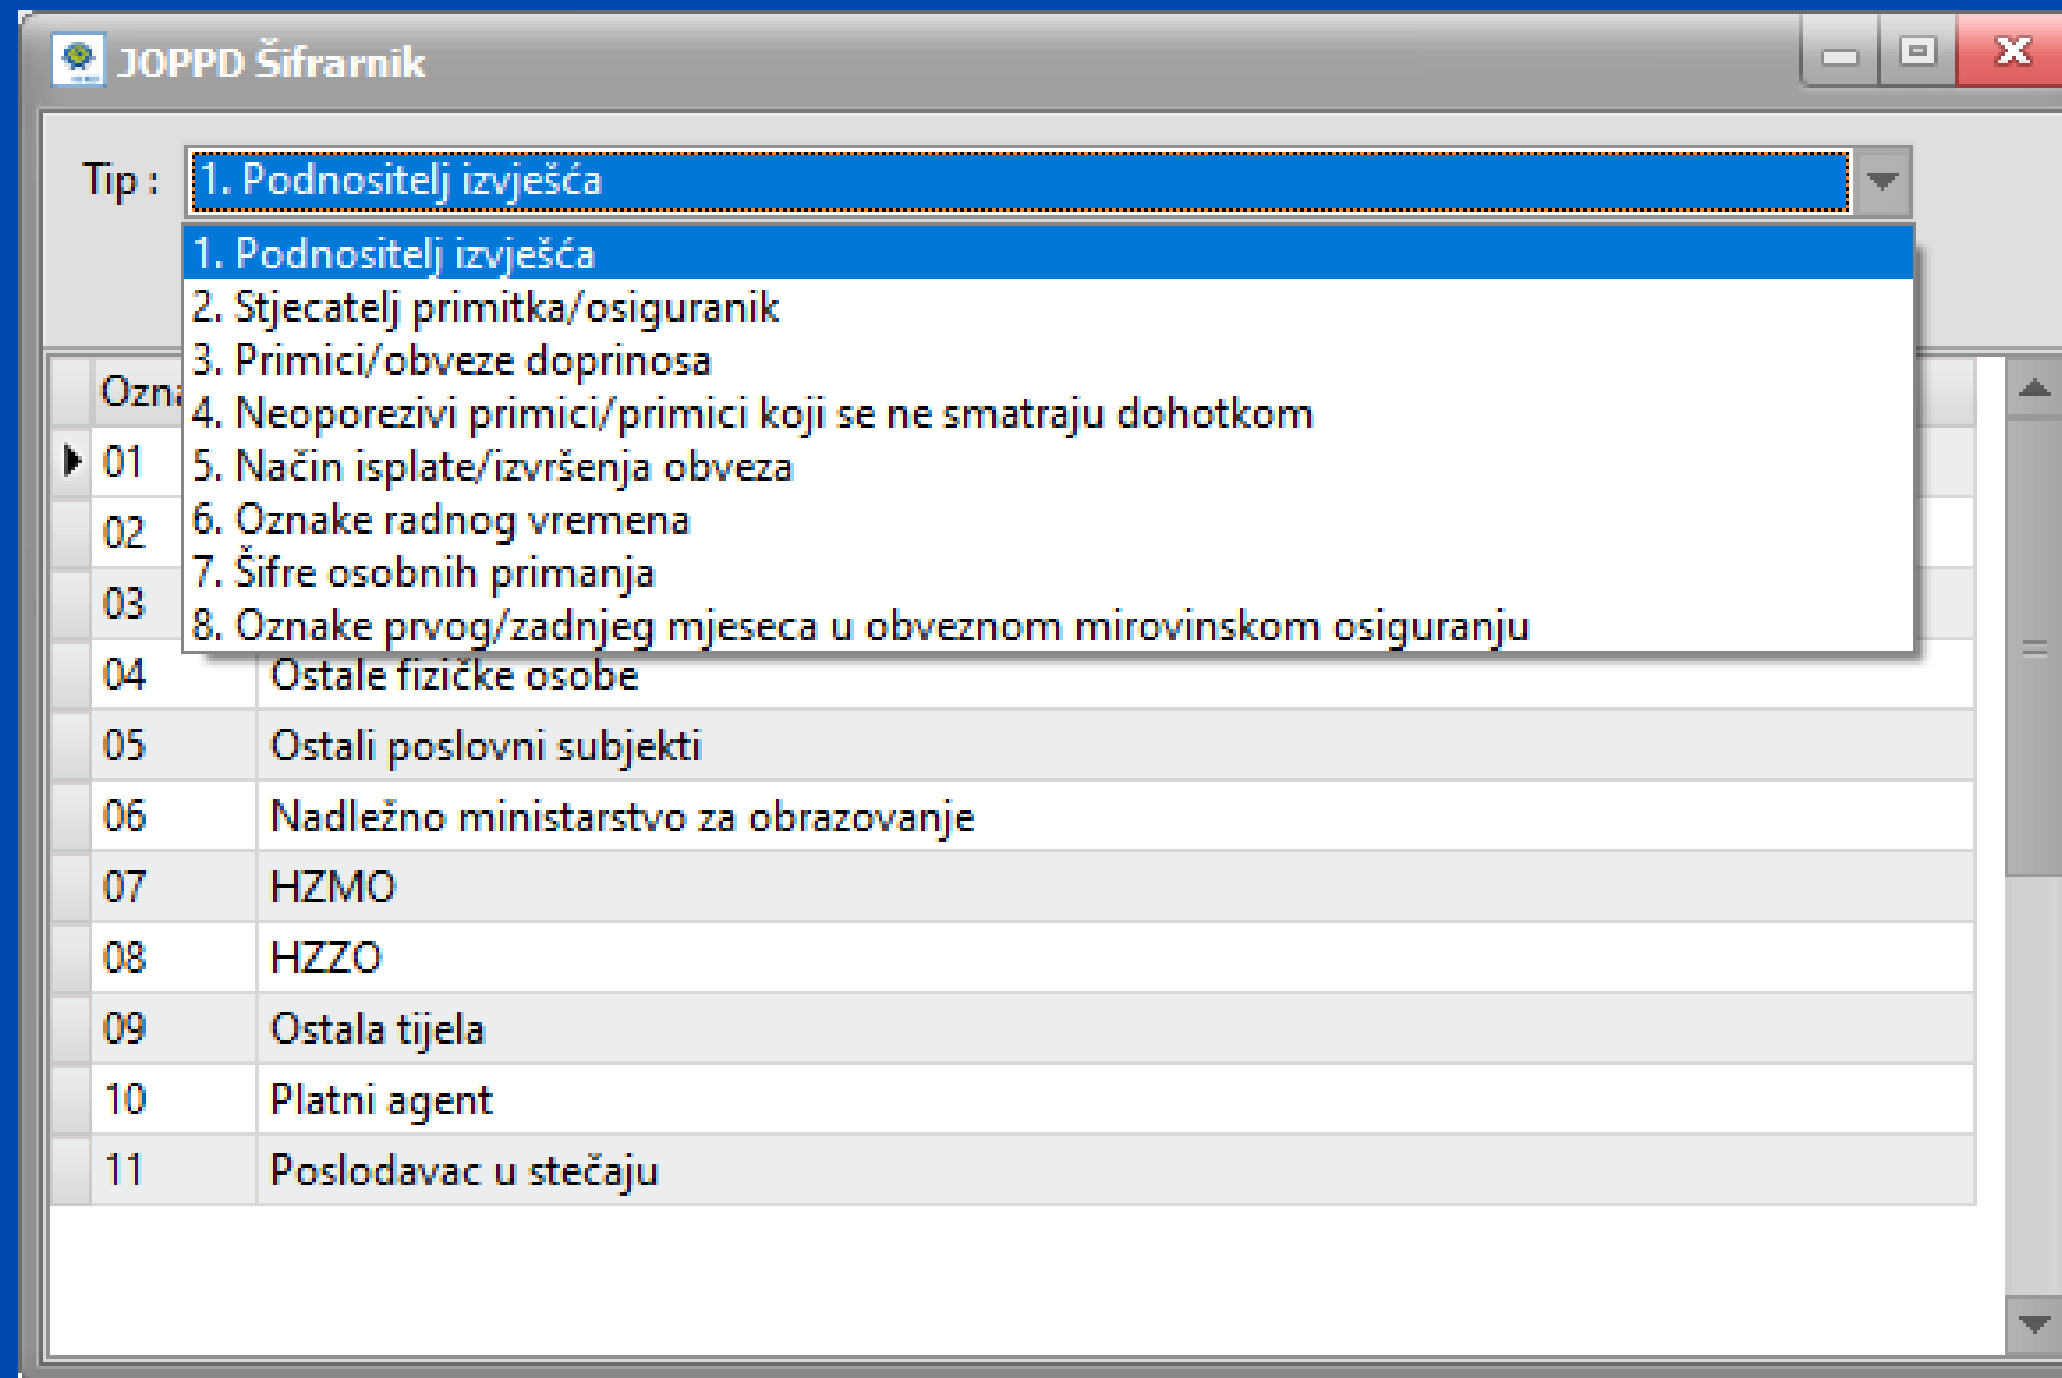 JOPPD Šifrarnik
Tip : 1. Podnositelj izvješća
1. Podnositelj izvješća
2. Stjecatelj primitka/osiguranik
3. Primici/obveze doprinosa
4. Neoporezivi primici/primici koji se ne smatraju dohotkom
5. Način isplate/izvršenja obveza
6. Oznake radnog vremena
7. Šifre osobnih primanja
8. Oznake prvog/zadnjeg mjeseca u obveznom mirovinskom osiguranju
01
02
03
04 Ostale fizičke osobe
05 Ostali poslovni subjekti
06 Nadležno ministarstvo za obrazovanje
07 HZMO
08 HZZO
09 Ostala tijela
10 Platni agent
11 Poslodavac u stečaju